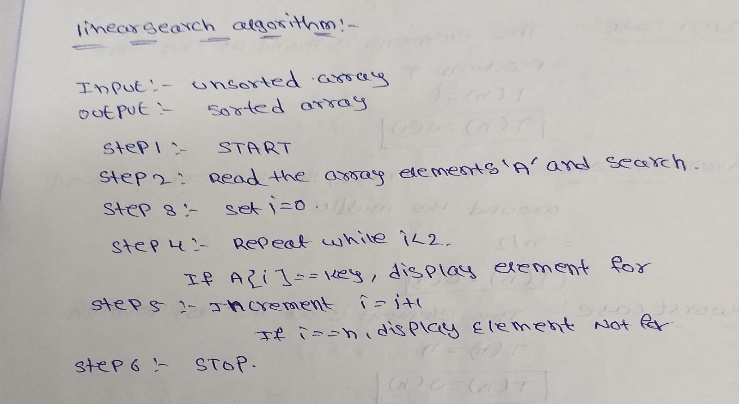 linear search algorithm:-
Input:- unsorted array
output:- sorted array
Step 1:- START
Step 2: Read the array elements 'A' and search.
Step 3:- set i=0.
Step 4:- Repeat while i<2.
If A[i]==key, display element for
Step 5:- Increment i=i+1
If i==n, display Element Not for
Step 6:- STOP.